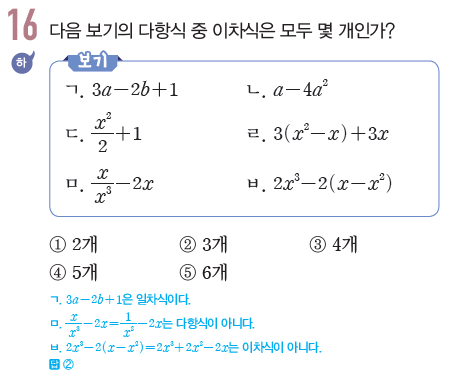 16 다음 보기의 다항식 중 이차식은 모두 몇 개인가?
하
보기
ㄱ. 3a-2b+1 ㄴ. a-4a²
ㄷ. x²/2+1 ㄹ. 3(x²-x)+3x
ㅁ. x/x³-2x ㅂ. 2x³-2(x-x²)
① 2개 ② 3개 ③ 4개
④ 5개 ⑤ 6개
ㄱ. 3a-2b+1은 일차식이다.
ㅁ. x/x³-2x=1/x²-2x는 다항식이 아니다.
ㅂ. 2x³-2(x-x²)=2x³+2x²-2x는 이차식이 아니다.
답 ②